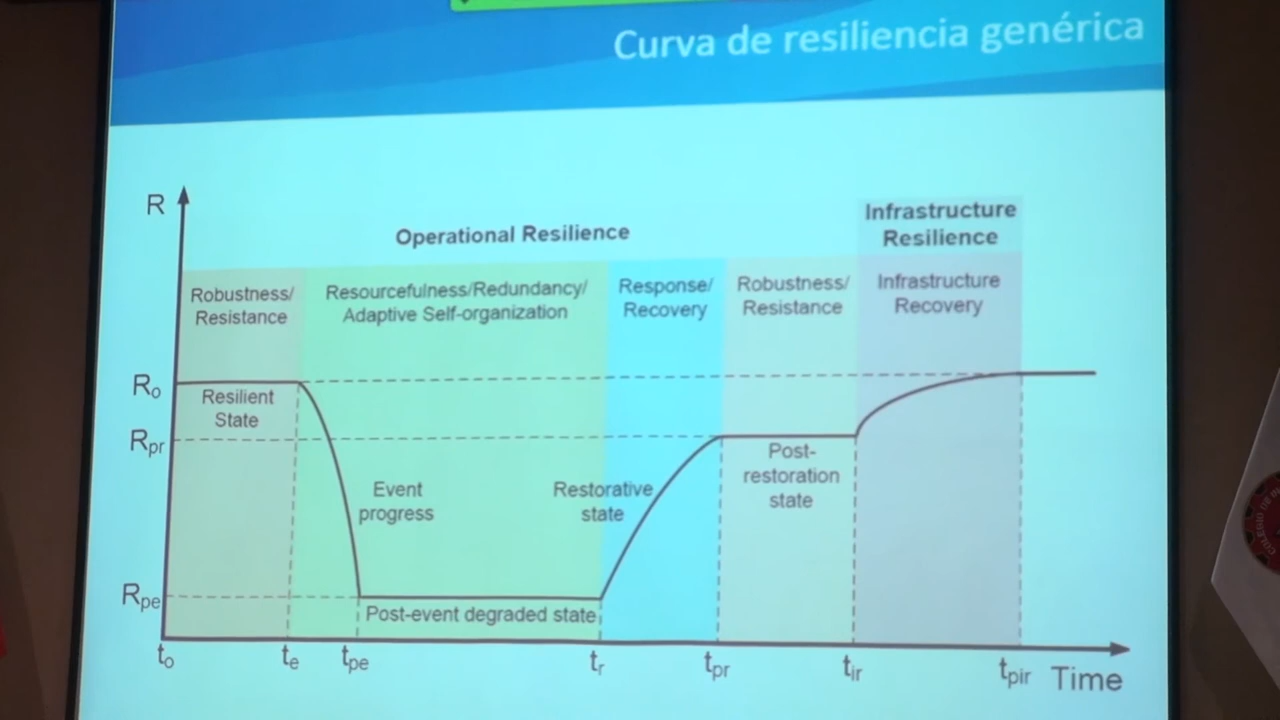 Curva de resiliencia genérica
R
Operational Resilience
Infrastructure
Resilience
Robustness/
Resistance
Resourcefulness/Redundancy/
Adaptive Self-organization
Response/
Recovery
Robustness/
Resistance
Infrastructure
Recovery
Ro
Resilient
State
Rpr
Event
progress
Restorative
state
Post-
restoration
state
Rpe
Post-event degraded state
to
te
tpe
tr
tpr
tir
tpir
Time